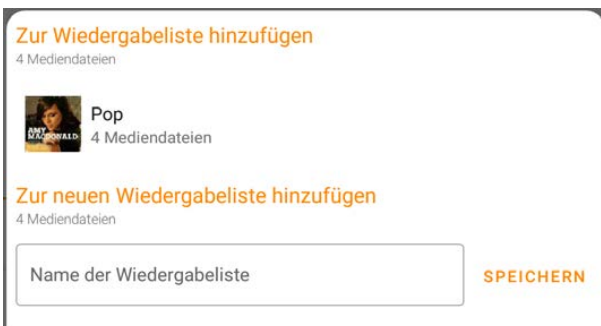 Zur Wiedergabeliste hinzufügen
4 Mediendateien
AMY
MACDONALD
Pop
4 Mediendateien
Zur neuen Wiedergabeliste hinzufügen
4 Mediendateien
Name der Wiedergabeliste
SPEICHERN